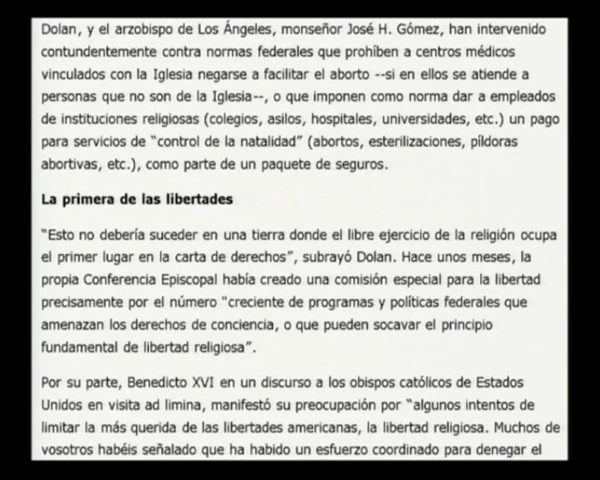 Dolan, y el arzobispo de Los Ángeles, monseñor José H. Gómez, han intervenido
contundentemente contra normas federales que prohíben a centros médicos
vinculados con la Iglesia negarse a facilitar el aborto --si en ellos se atiende a
personas que no son de la Iglesia--, o que imponen como norma dar a empleados
de instituciones religiosas (colegios, asilos, hospitales, universidades, etc.) un pago
para servicios de “control de la natalidad” (abortos, esterilizaciones, píldoras
abortivas, etc.), como parte de un paquete de seguros.
La primera de las libertades
“Esto no debería suceder en una tierra donde el libre ejercicio de la religión ocupa
el primer lugar en la carta de derechos”, subrayó Dolan. Hace unos meses, la
propia Conferencia Episcopal había creado una comisión especial para la libertad
precisamente por el número "creciente de programas y políticas federales que
amenazan los derechos de conciencia, o que pueden socavar el principio
fundamental de libertad religiosa”.
Por su parte, Benedicto XVI en un discurso a los obispos católicos de Estados
Unidos en visita ad limina, manifestó su preocupación por “algunos intentos de
limitar la más querida de las libertades americanas, la libertad religiosa. Muchos de
vosotros habéis señalado que ha habido un esfuerzo coordinado para denegar el